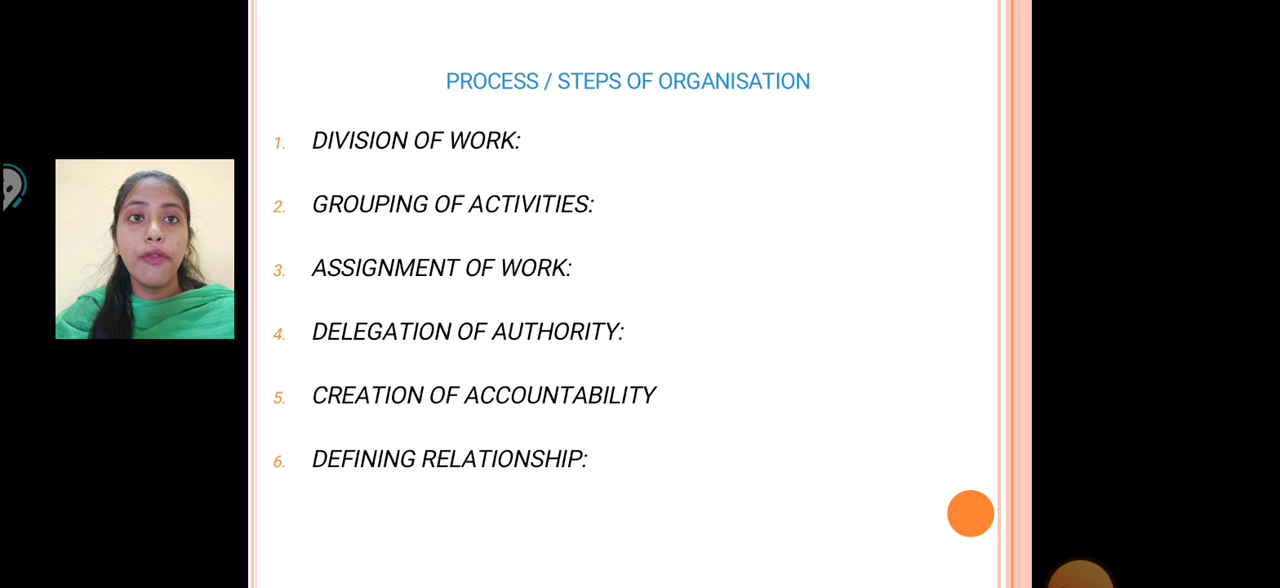 PROCESS / STEPS OF ORGANISATION
1. DIVISION OF WORK:
2. GROUPING OF ACTIVITIES:
3. ASSIGNMENT OF WORK:
4. DELEGATION OF AUTHORITY:
5. CREATION OF ACCOUNTABILITY
6. DEFINING RELATIONSHIP: